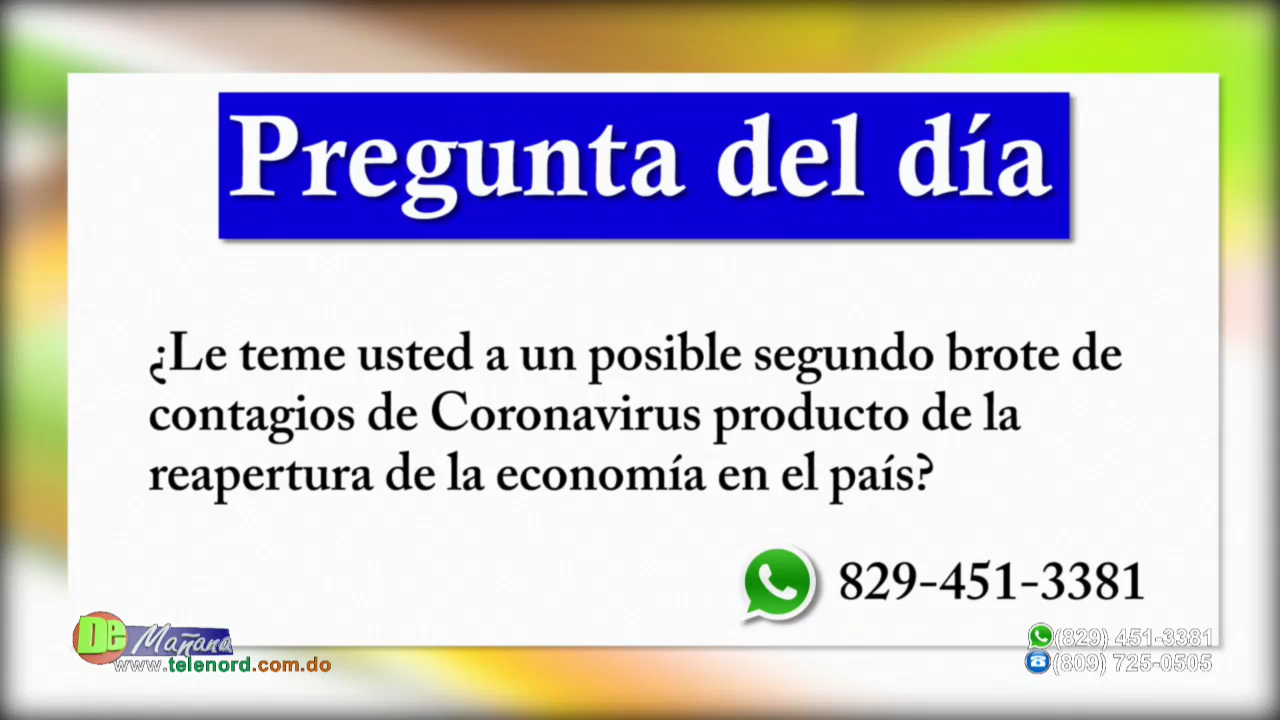 Pregunta del día
¿Le teme usted a un posible segundo brote de
contagios de Coronavirus producto de la
reapertura de la economía en el país?
829-451-3381
De Mañana
www.telenord.com.do
(829) 451-3381
(809) 725-0505